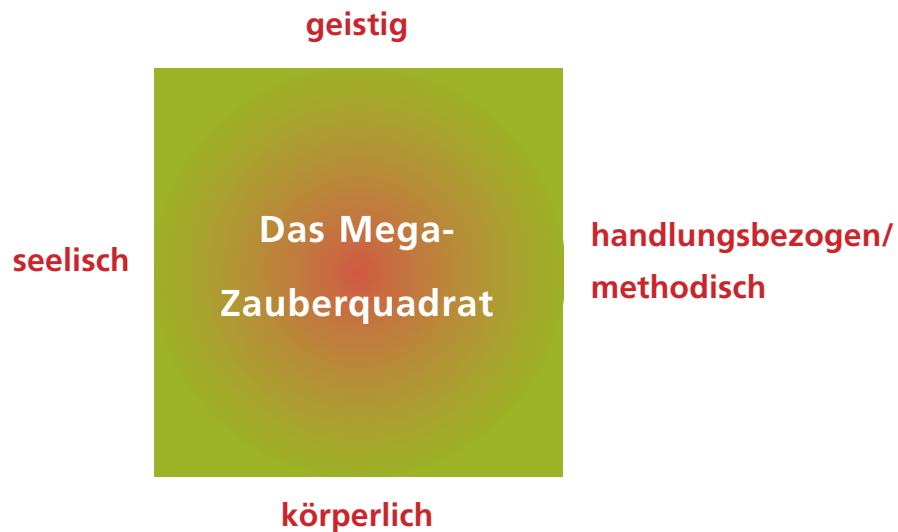 geistig
Das Mega-
Zauberquadrat
seelisch
handlungsbezogen/
methodisch
körperlich